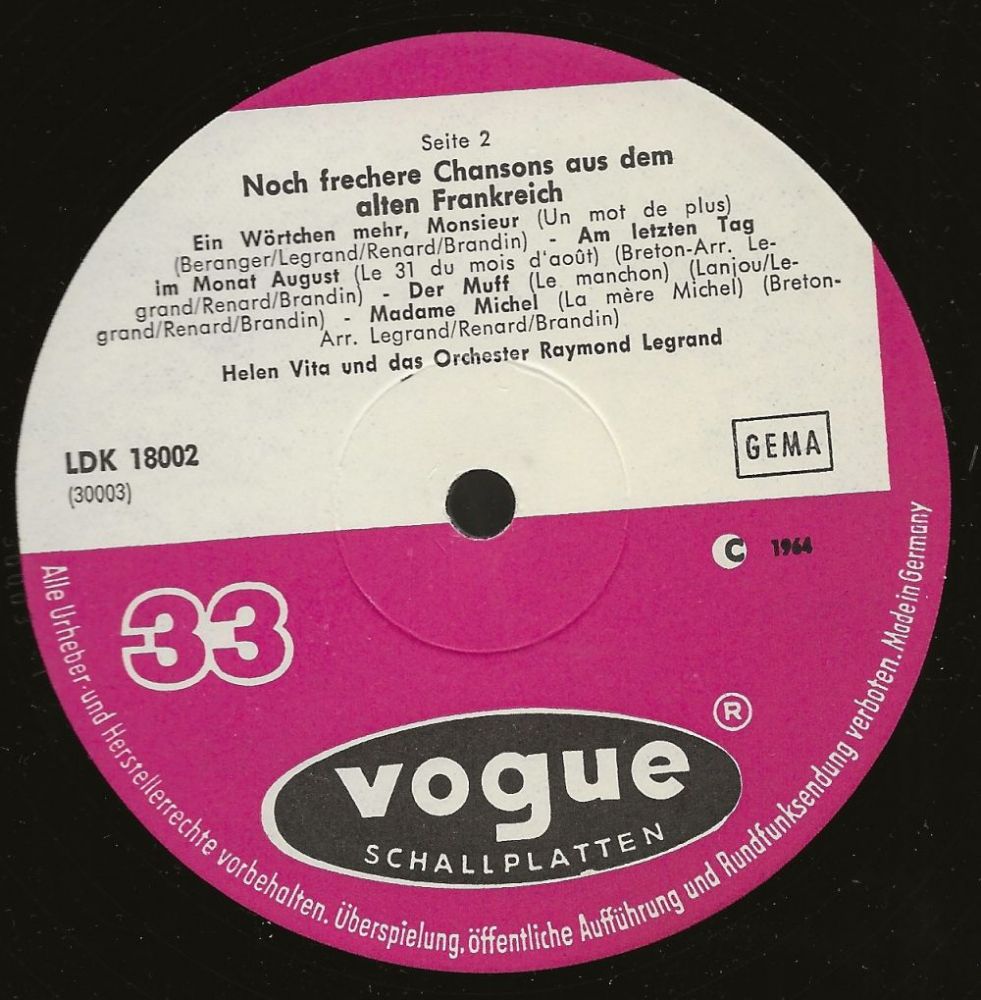 Seite 2
Noch frechere Chansons aus dem
alten Frankreich
Ein Wörtchen mehr, Monsieur (Un mot de plus)
(Beranger/Legrand/Renard/Brandin) - Am letzten Tag
im Monat August (Le 31 du mois d'août) (Breton-Arr. Le-
grand/Renard/Brandin) - Der Muff (Le manchon) (Lanjou/Le-
grand/Renard/Brandin) - Madame Michel (La mère Michel) (Breton-
Arr. Legrand/Renard/Brandin)
Helen Vita und das Orchester Raymond Legrand
LDK 18002
(30003)
GEMA
C 1964
33
®
vogue
SCHALLPLATTEN
Alle Urheber- und Herstellerrechte vorbehalten. Überspielung, öffentliche Aufführung und Rundfunksendung verboten. Made in Germany